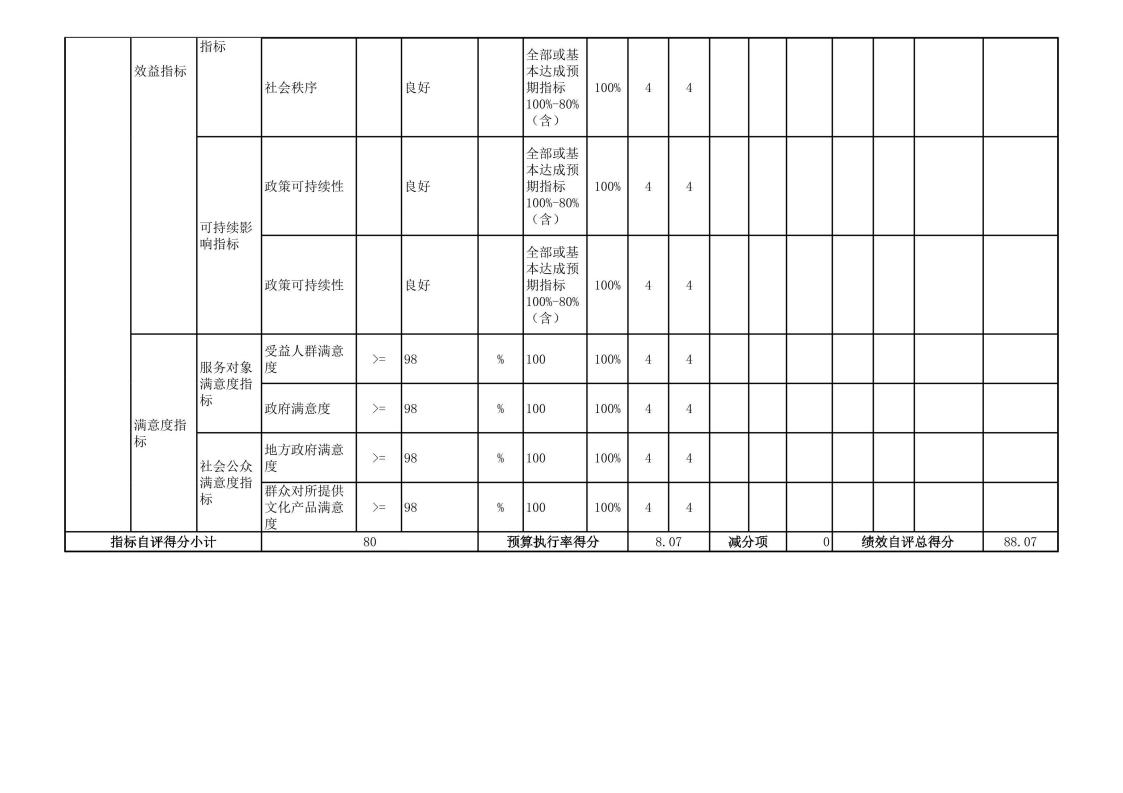 效益指标
指标
社会秩序
良好
全部或基
本达成预
期指标
100%-80%
（含）
100%
4
4
可持续影
响指标
政策可持续性
良好
全部或基
本达成预
期指标
100%-80%
（含）
100%
4
4
政策可持续性
良好
全部或基
本达成预
期指标
100%-80%
（含）
100%
4
4
满意度指
标
服务对象
满意度指
标
受益人群满意
度
>=
98
%
100
100%
4
4
政府满意度
>=
98
%
100
100%
4
4
社会公众
满意度指
标
地方政府满意
度
>=
98
%
100
100%
4
4
群众对所提供
文化产品满意
度
>=
98
%
100
100%
4
4
指标自评得分小计
80
预算执行率得分
8.07
减分项
0
绩效自评总得分
88.07